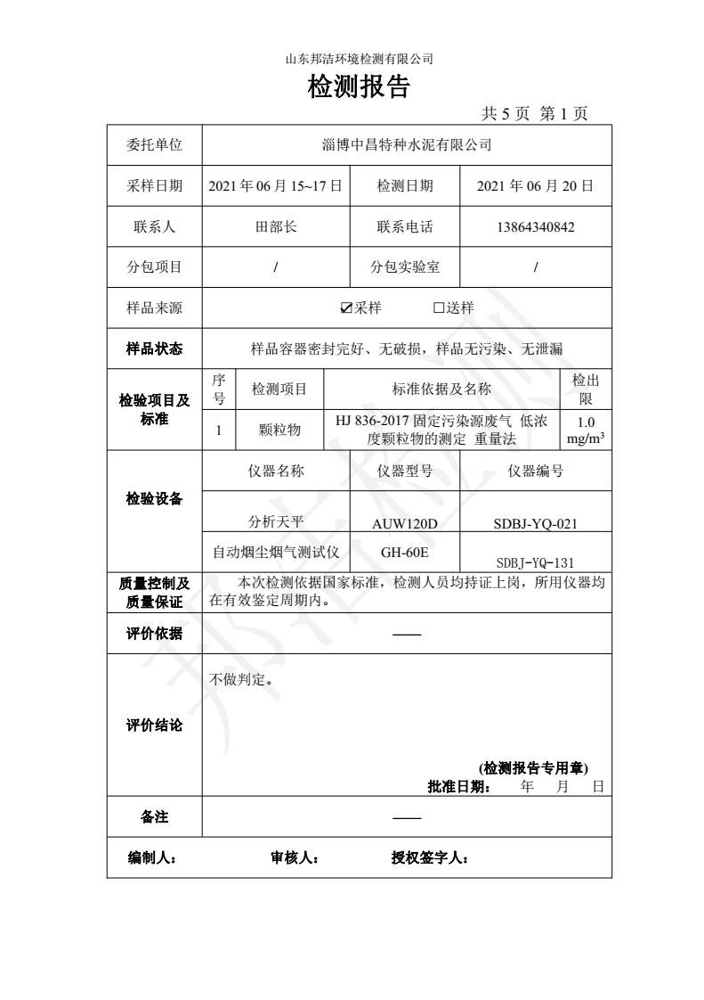 山东邦洁环境检测有限公司
检测报告
共 5 页 第 1 页
委托单位 淄博中昌特种水泥有限公司
采样日期 2021 年 06 月 15~17 日 检测日期 2021 年 06 月 20 日
联系人 田部长 联系电话 13864340842
分包项目 / 分包实验室 /
样品来源 ☑采样 □送样
样品状态 样品容器密封完好、无破损，样品无污染、无泄漏
检验项目及
标准
序
号
检测项目 标准依据及名称
检出
限
1 颗粒物
HJ 836-2017 固定污染源废气 低浓
度颗粒物的测定 重量法
1.0
mg/m³
检验设备
仪器名称 仪器型号 仪器编号
分析天平 AUW120D SDBJ-YQ-021
自动烟尘烟气测试仪 GH-60E SDBJ-YQ-131
质量控制及
质量保证
本次检测依据国家标准，检测人员均持证上岗，所用仪器均
在有效鉴定周期内。
评价依据 ——
评价结论
不做判定。
(检测报告专用章)
批准日期： 年 月 日
备注 ——
编制人： 审核人： 授权签字人：
邦洁检测